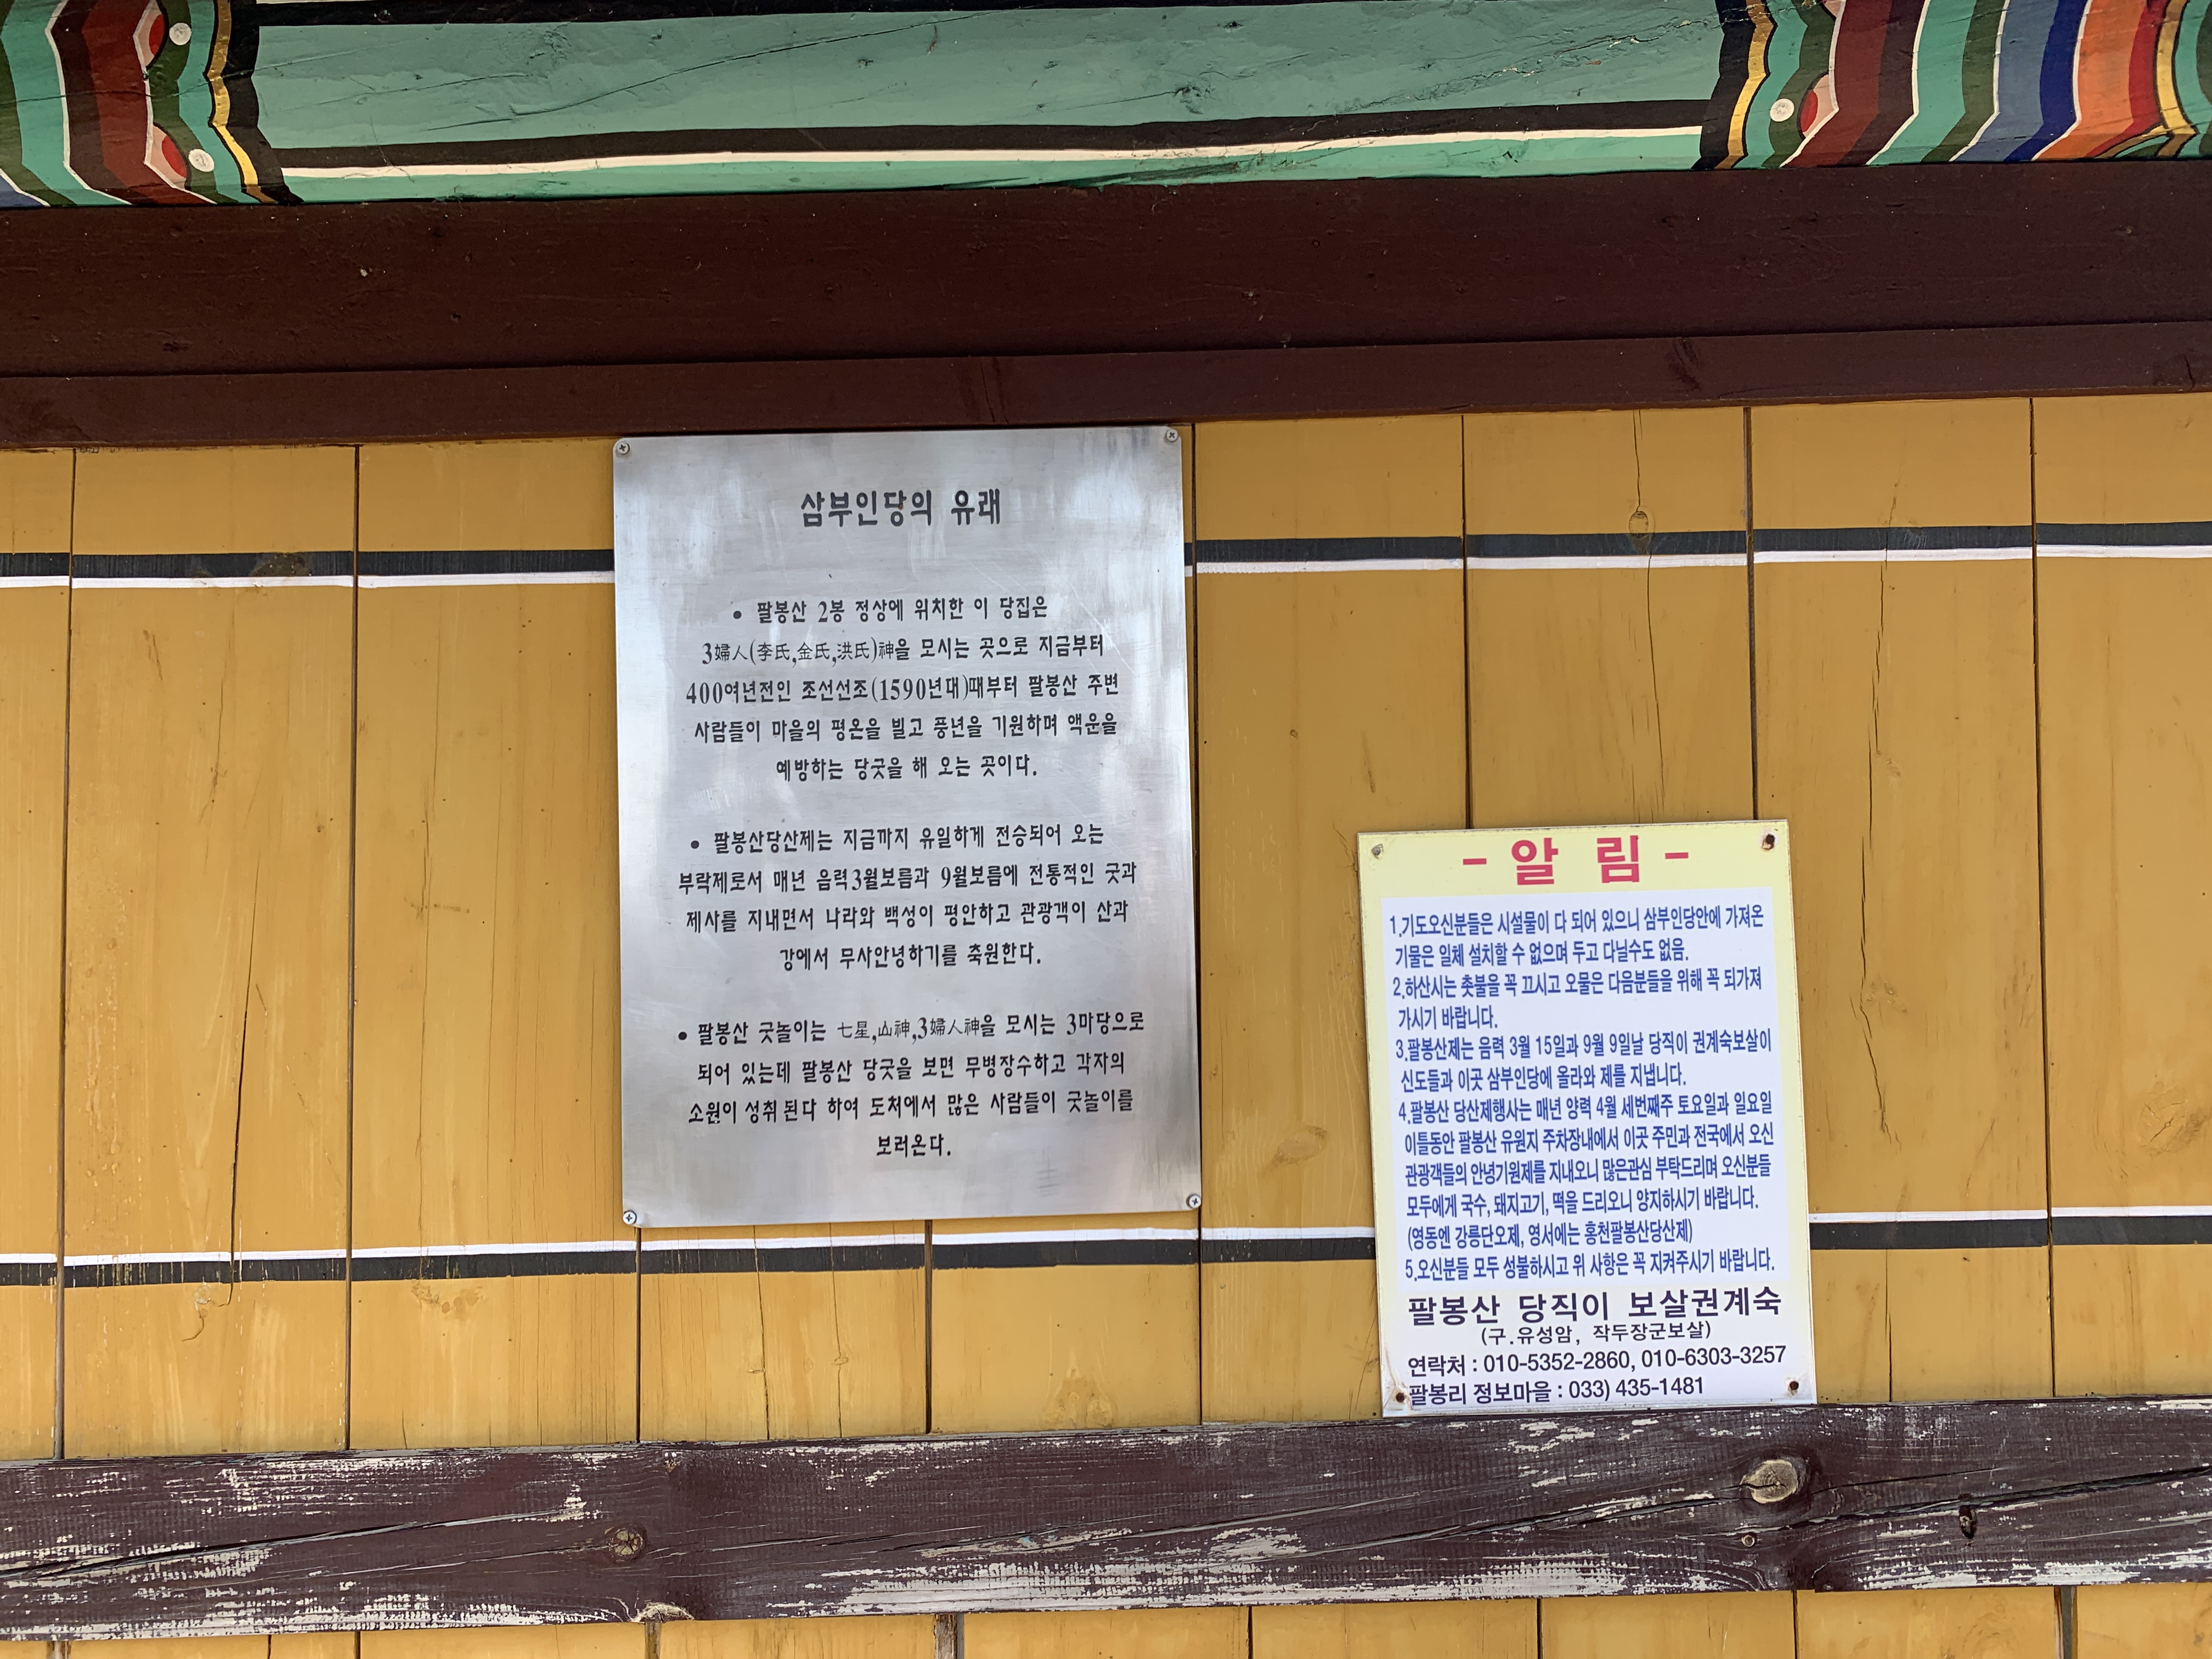 삼부인당의 유래
• 팔봉산 2봉 정상에 위치한 이 당집은
3婦人(李氏,金氏,洪氏)神을 모시는 곳으로 지금부터
400여년전인 조선선조(1590년대)때부터 팔봉산 주변
사람들이 마을의 평온을 빌고 풍년을 기원하며 액운을
예방하는 당굿을 해 오는 곳이다.
• 팔봉산당산제는 지금까지 유일하게 전승되어 오는
부락제로서 매년 음력3월보름과 9월보름에 전통적인 굿과
제사를 지내면서 나라와 백성이 평안하고 관광객이 산과
강에서 무사안녕하기를 축원한다.
• 팔봉산 굿놀이는 七星,山神,3婦人神을 모시는 3마당으로
되어 있는데 팔봉산 당굿을 보면 무병장수하고 각자의
소원이 성취된다 하여 도처에서 많은 사람들이 굿놀이를
보러온다.
- 알 림 -
1.기도오신분들은 시설물이 다 되어 있으니 삼부인당안에 가져온
기물은 일체 설치할 수 없으며 두고 다닐수도 없음.
2.하산시는 촛불을 꼭 끄시고 오물은 다음분들을 위해 꼭 되가져
가시기 바랍니다.
3.팔봉산제는 음력 3월 15일과 9월 9일날 당직이 권계숙보살이
신도들과 이곳 삼부인당에 올라와 제를 지냅니다.
4.팔봉산 당산제행사는 매년 양력 4월 세번째주 토요일과 일요일
이틀동안 팔봉산 유원지 주차장내에서 이곳 주민과 전국에서 오신
관광객들의 안녕기원제를 지내오니 많은관심 부탁드리며 오신분들
모두에게 국수, 돼지고기, 떡을 드리오니 양지하시기 바랍니다.
(영동엔 강릉단오제, 영서에는 홍천팔봉산당산제)
5.오신분들 모두 성불하시고 위 사항은 꼭 지켜주시기 바랍니다.
팔봉산 당직이 보살권계숙
(구.유성암, 작두장군보살)
연락처 : 010-5352-2860, 010-6303-3257
팔봉리 정보마을 : 033) 435-1481